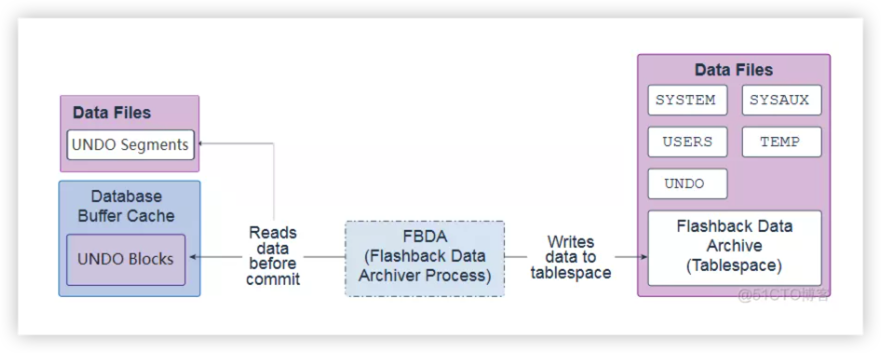 Data Files
UNDO Segments
Database
Buffer Cache
UNDO Blocks
Reads
data
before
commit
FBDA
(Flashback Data
Archiver Process)
Writes
data to
tablespace
Data Files
SYSTEM
SYSAUX
USERS
TEMP
UNDO
Flashback Data
Archive
(Tablespace)
@51CTO博客